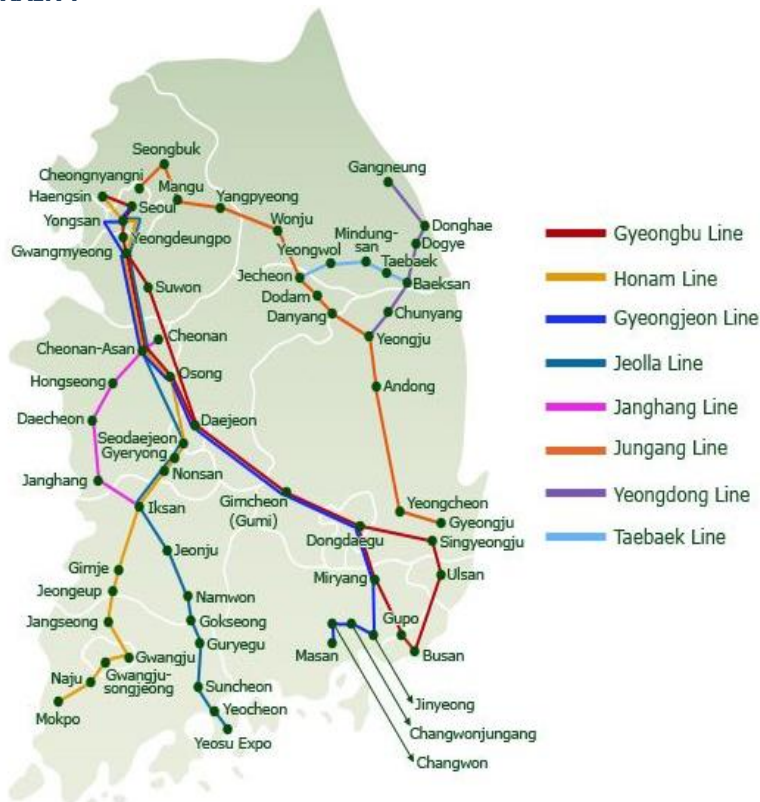 Seongbuk
Cheongnyangni
Haengsin
Mangu
Seoul
Yangpyeong
Yongsan
Yeongdeungpo
Gwangmyeong
Suwon
Wonju
Gangneung
Donghae
Dogye
Mindung-
san
Yeongwol
Taebaek
Baeksan
Jecheon
Dodam
Danyang
Chunyang
Yeongju
Andong
Cheonan
Cheonan-Asan
Osong
Hongseong
Daecheon
Daejeon
Seodaejeon
Gyeryong
Nonsan
Janghang
Iksan
Gimcheon
(Gumi)
Yeongcheon
Gyeongju
Dongdaegu
Singyeongju
Jeonju
Ulsan
Miryang
Gimje
Jeongeup
Namwon
Jangseong
Gokseong
Gupo
Guryegu
Masan
Busan
Gwangju
Gwangju-
songjeong
Naju
Mokpo
Suncheon
Yeocheon
Yeosu Expo
Jinyeong
Changwonjungang
Changwon
Gyeongbu Line
Honam Line
Gyeongjeon Line
Jeolla Line
Janghang Line
Jungang Line
Yeongdong Line
Taebaek Line